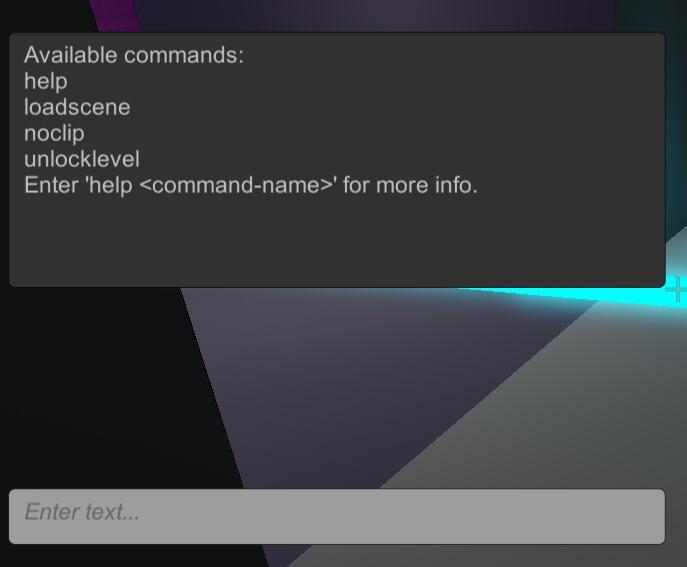 Available commands:
help
loadscene
noclip
unlocklevel
Enter 'help <command-name>' for more info.
Enter text...